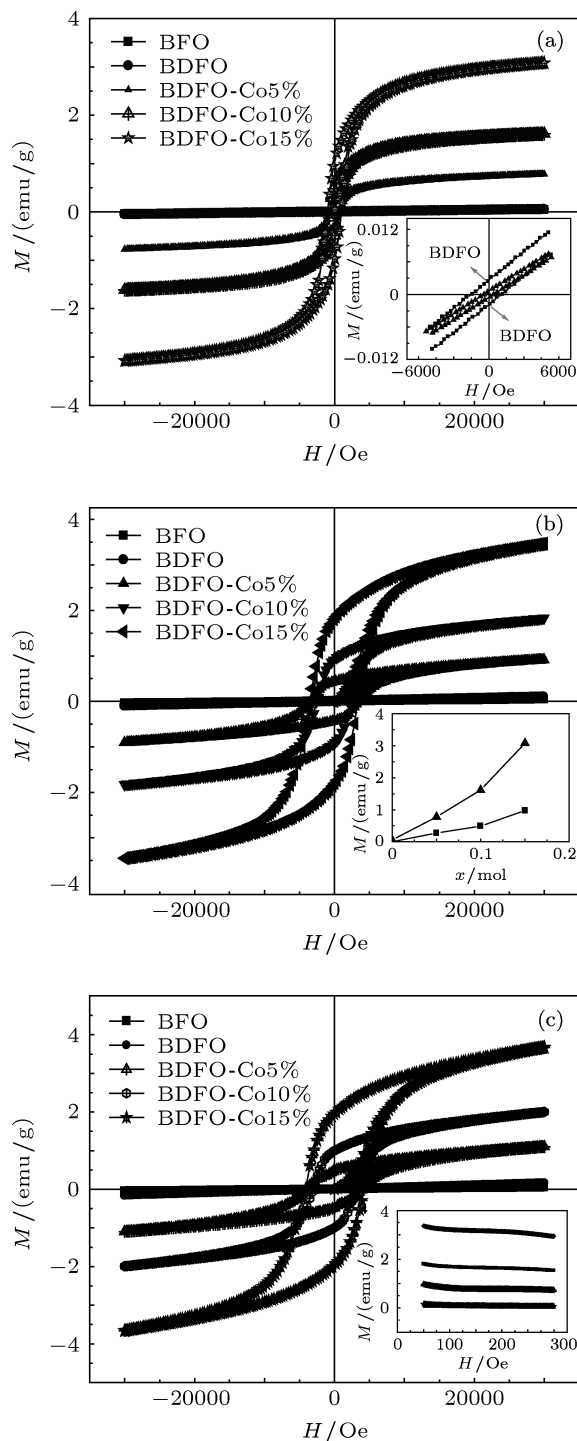 4
2
0
−2
−4
M/(emu/g)
(a)
BFO
BDFO
BDFO-Co5%
BDFO-Co10%
BDFO-Co15%
0.012
0
−0.012
M/(emu/g)
BDFO
BDFO
−6000
0
6000
H/Oe
−20000
0
20000
H/Oe
4
2
0
−2
−4
M/(emu/g)
(b)
BFO
BDFO
BDFO-Co5%
BDFO-Co10%
BDFO-Co15%
4
3
2
1
0
M/(emu/g)
0
0.1
0.2
x/mol
−20000
0
20000
H/Oe
4
2
0
−2
−4
M/(emu/g)
(c)
BFO
BDFO
BDFO-Co5%
BDFO-Co10%
BDFO-Co15%
4
2
0
M/(emu/g)
0
100
200
300
H/Oe
−20000
0
20000
H/Oe